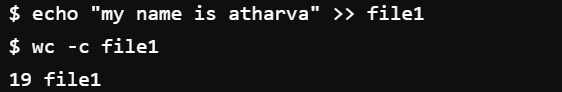 $ echo "my name is atharva" >> file1
$ wc -c file1
19 file1